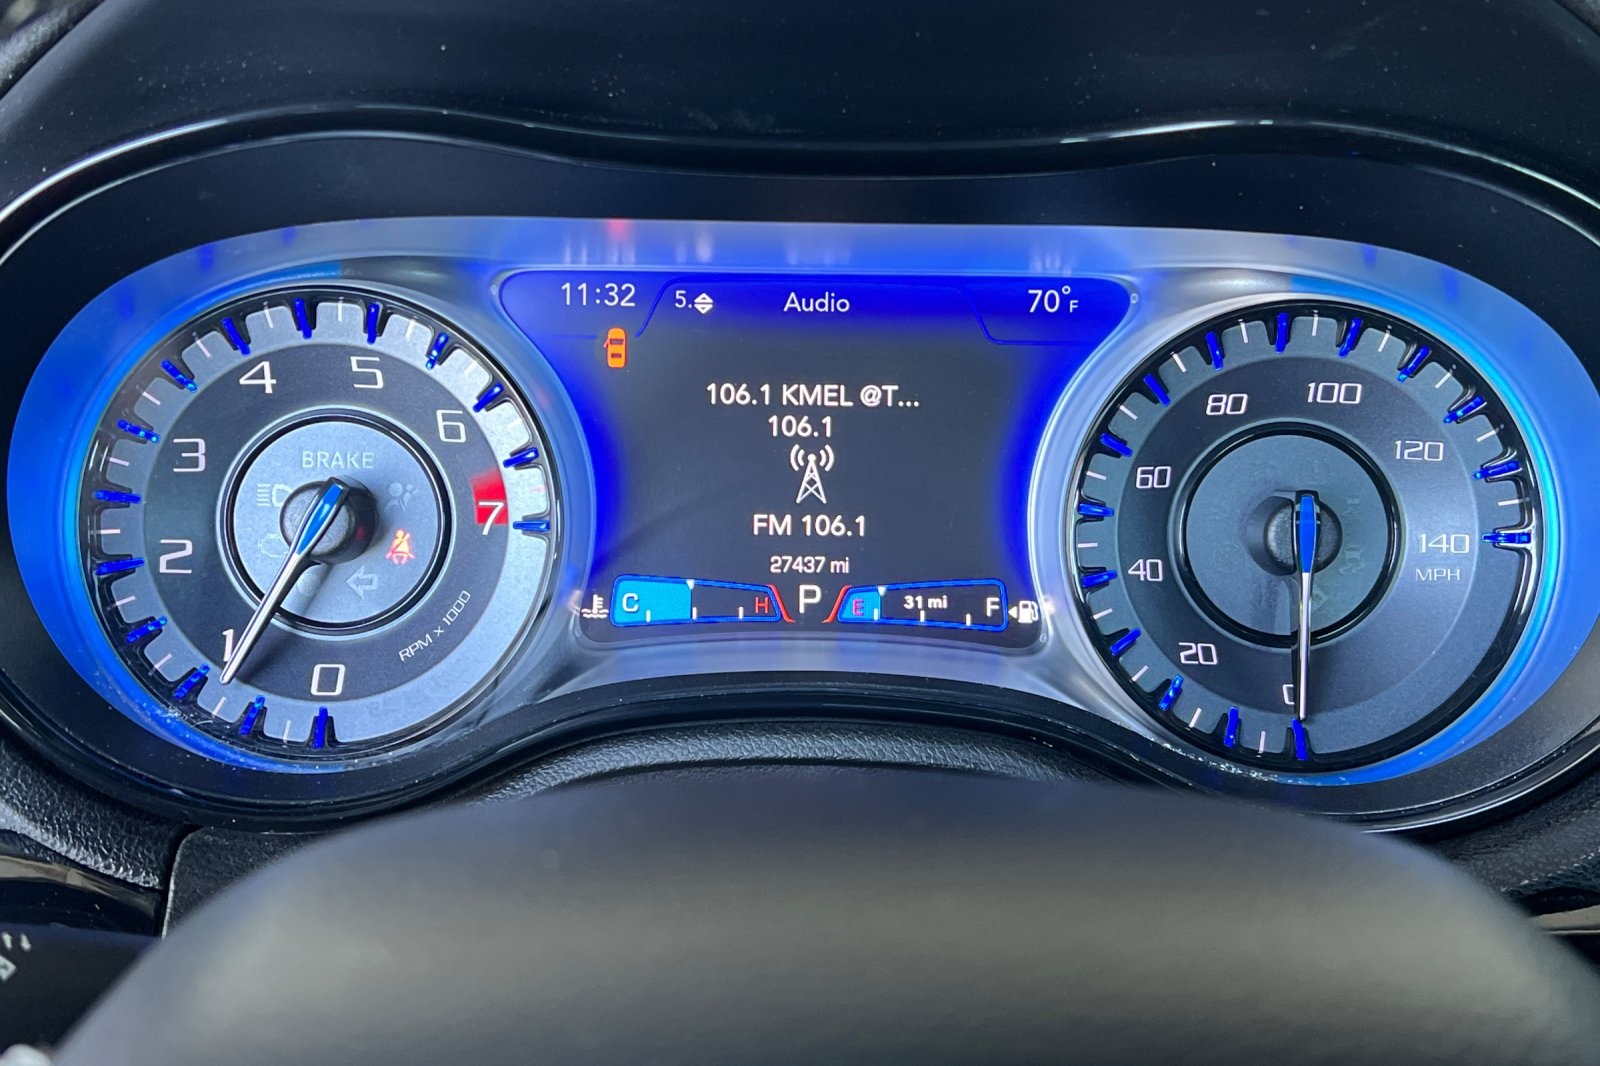 11:32
5.
Audio
70°F
106.1 KMEL @T...
106.1
FM 106.1
27437 mi
C
H
P
E
31 mi
F
BRAKE
0
1
2
3
4
5
6
7
RPM x 1000
0
20
40
60
80
100
120
140
MPH